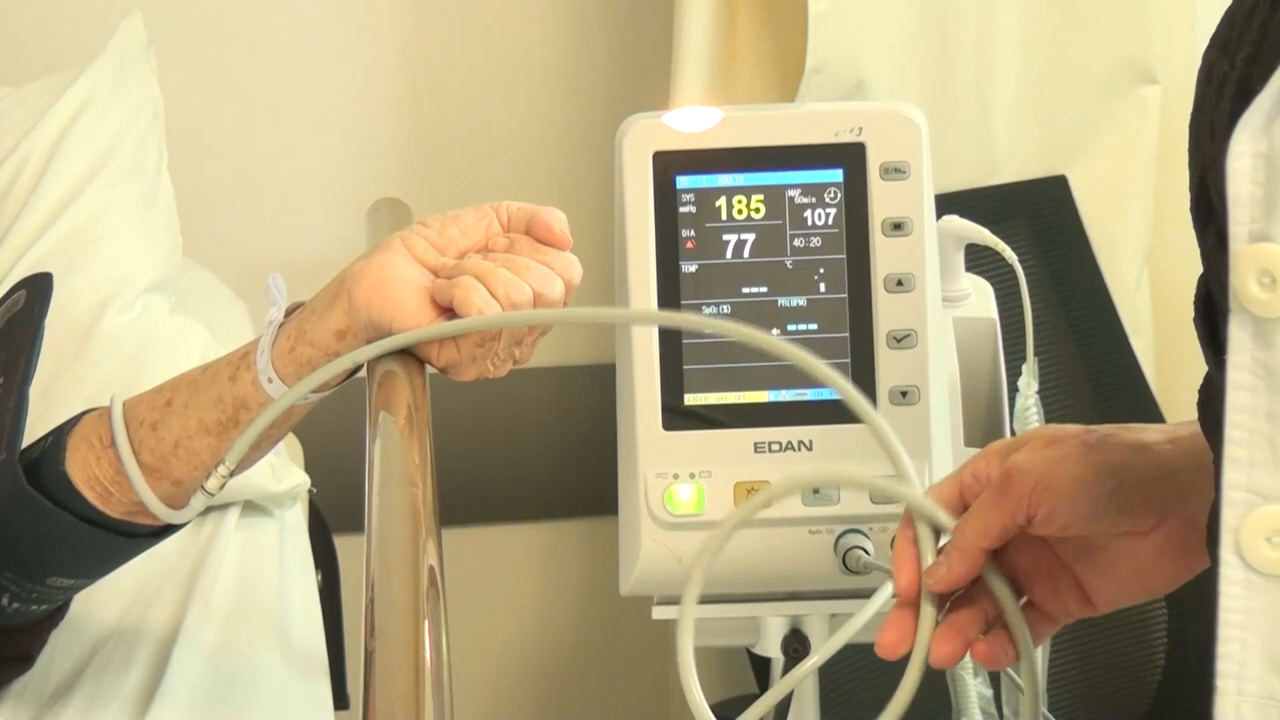 SYS
mmHg
185
MAP
60min
107
DIA
77
40:20
TEMP
°C
---
SpO₂(%)
PR(BPM)
---
EDAN